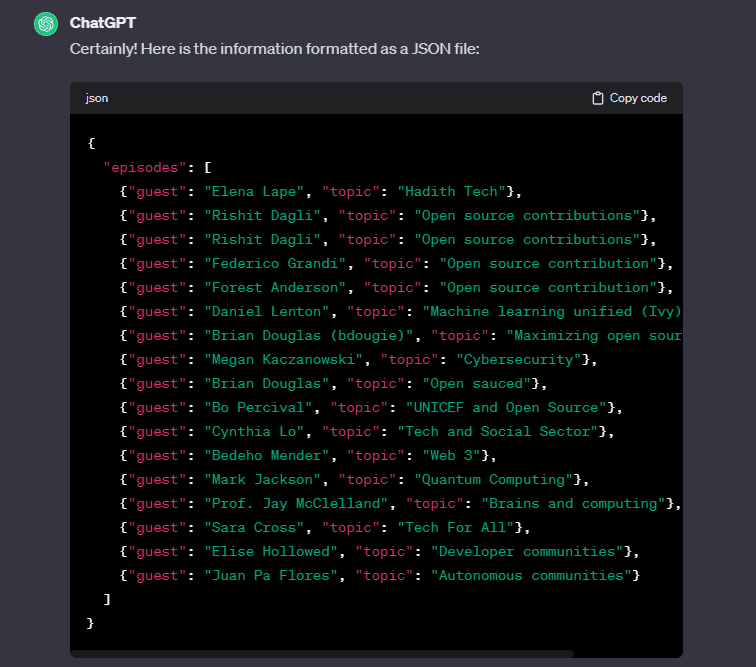 ChatGPT
Certainly! Here is the information formatted as a JSON file:
json Copy code
{
"episodes": [
{"guest": "Elena Lape", "topic": "Hadith Tech"},
{"guest": "Rishit Dagli", "topic": "Open source contributions"},
{"guest": "Rishit Dagli", "topic": "Open source contributions"},
{"guest": "Federico Grandi", "topic": "Open source contribution"},
{"guest": "Forest Anderson", "topic": "Open source contribution"},
{"guest": "Daniel Lenton", "topic": "Machine learning unified (Ivy)
{"guest": "Brian Douglas (bdougie)", "topic": "Maximizing open sour
{"guest": "Megan Kaczanowski", "topic": "Cybersecurity"},
{"guest": "Brian Douglas", "topic": "Open sauced"},
{"guest": "Bo Percival", "topic": "UNICEF and Open Source"},
{"guest": "Cynthia Lo", "topic": "Tech and Social Sector"},
{"guest": "Bedeho Mender", "topic": "Web 3"},
{"guest": "Mark Jackson", "topic": "Quantum Computing"},
{"guest": "Prof. Jay McClelland", "topic": "Brains and computing"},
{"guest": "Sara Cross", "topic": "Tech For All"},
{"guest": "Elise Hollowed", "topic": "Developer communities"},
{"guest": "Juan Pa Flores", "topic": "Autonomous communities"}
]
}